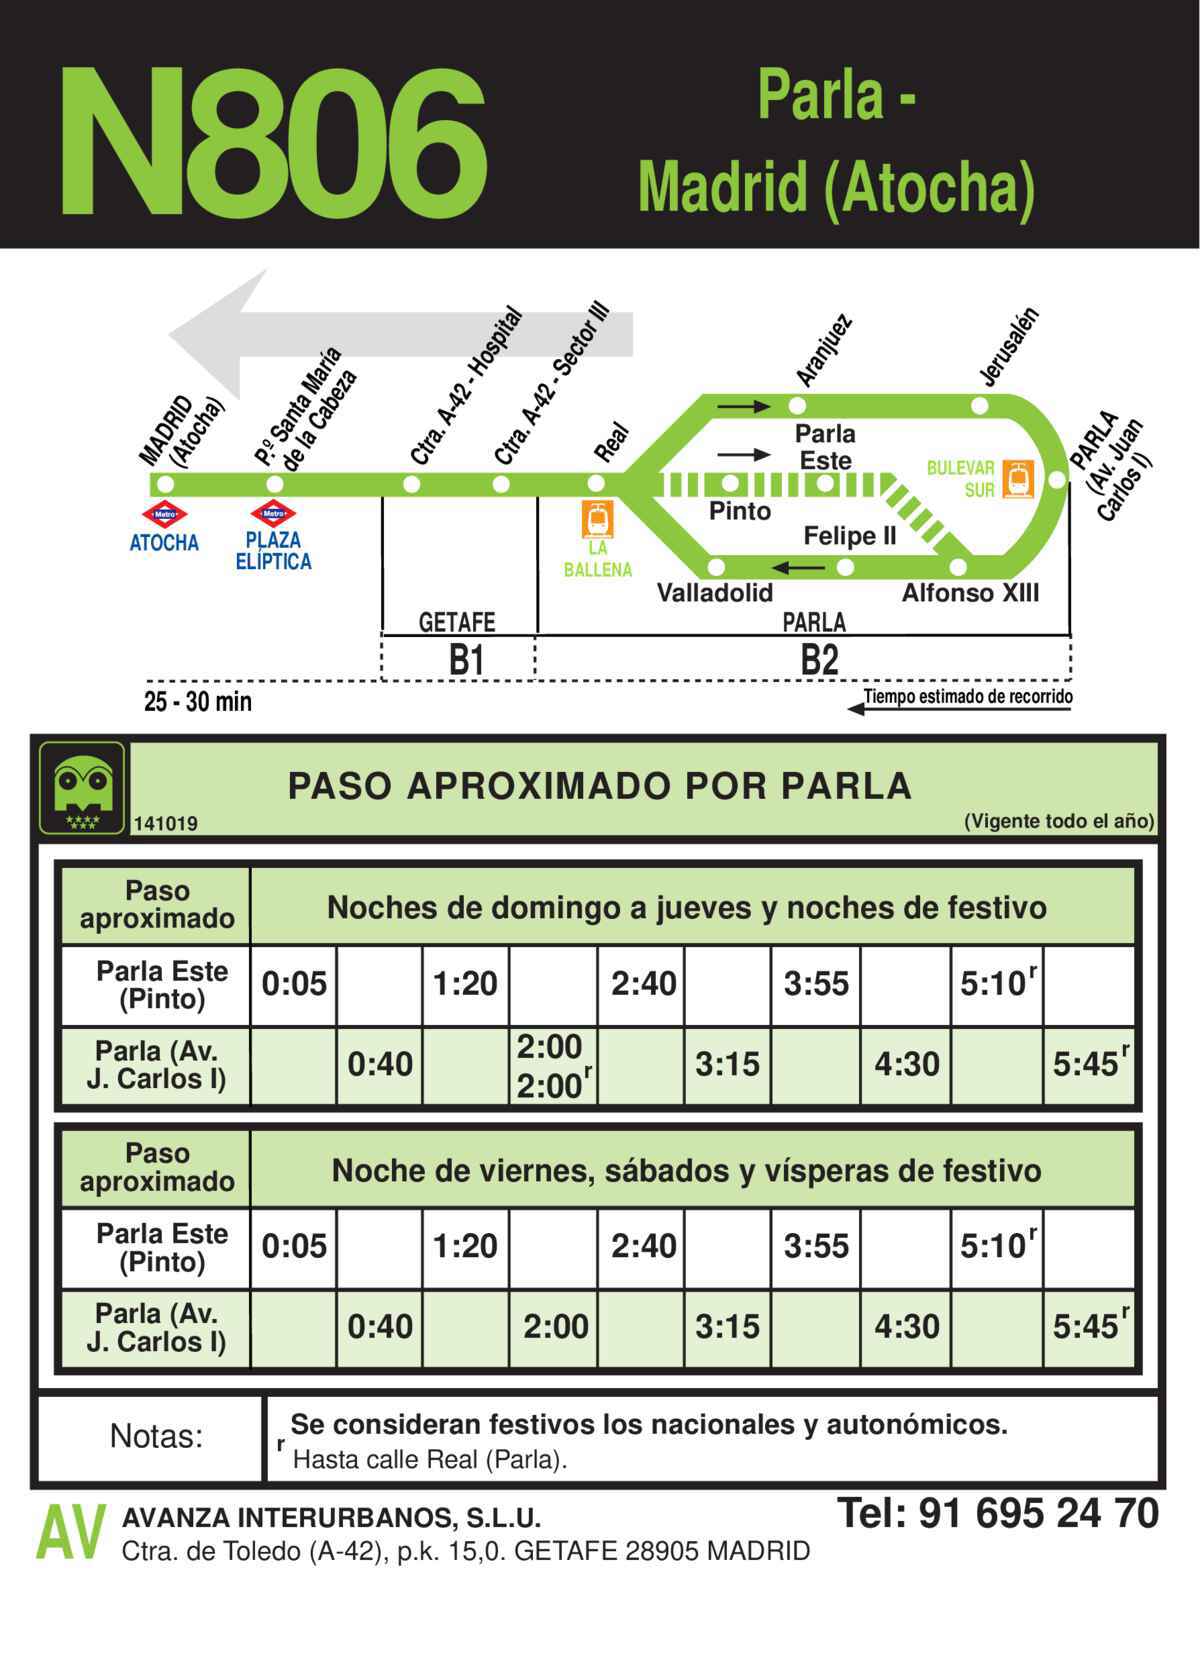 N806
Parla -
Madrid (Atocha)
MADRID
(Atocha)
P.º Santa María
de la Cabeza
Ctra. A-42 - Hospital
Ctra. A-42 - Sector III
Real
Aranjuez
Jerusalén
PARLA
(Av. Juan
Carlos I)
Parla
Este
Pinto
BULEVAR
SUR
Felipe II
Valladolid
Alfonso XIII
Metro
ATOCHA
Metro
PLAZA
ELÍPTICA
LA
BALLENA
GETAFE
PARLA
B1
B2
25 - 30 min
Tiempo estimado de recorrido
PASO APROXIMADO POR PARLA
141019
(Vigente todo el año)
Paso
aproximado
Noches de domingo a jueves y noches de festivo
Parla Este
(Pinto)
0:05 1:20 2:40 3:55 5:10 r
Parla (Av.
J. Carlos I)
0:40 2:00 3:15 4:30 5:45 r
2:00 r
Paso
aproximado
Noche de viernes, sábados y vísperas de festivo
Parla Este
(Pinto)
0:05 1:20 2:40 3:55 5:10 r
Parla (Av.
J. Carlos I)
0:40 2:00 3:15 4:30 5:45 r
Notas:
Se consideran festivos los nacionales y autonómicos.
r Hasta calle Real (Parla).
AV
AVANZA INTERURBANOS, S.L.U.
Ctra. de Toledo (A-42), p.k. 15,0. GETAFE 28905 MADRID
Tel: 91 695 24 70